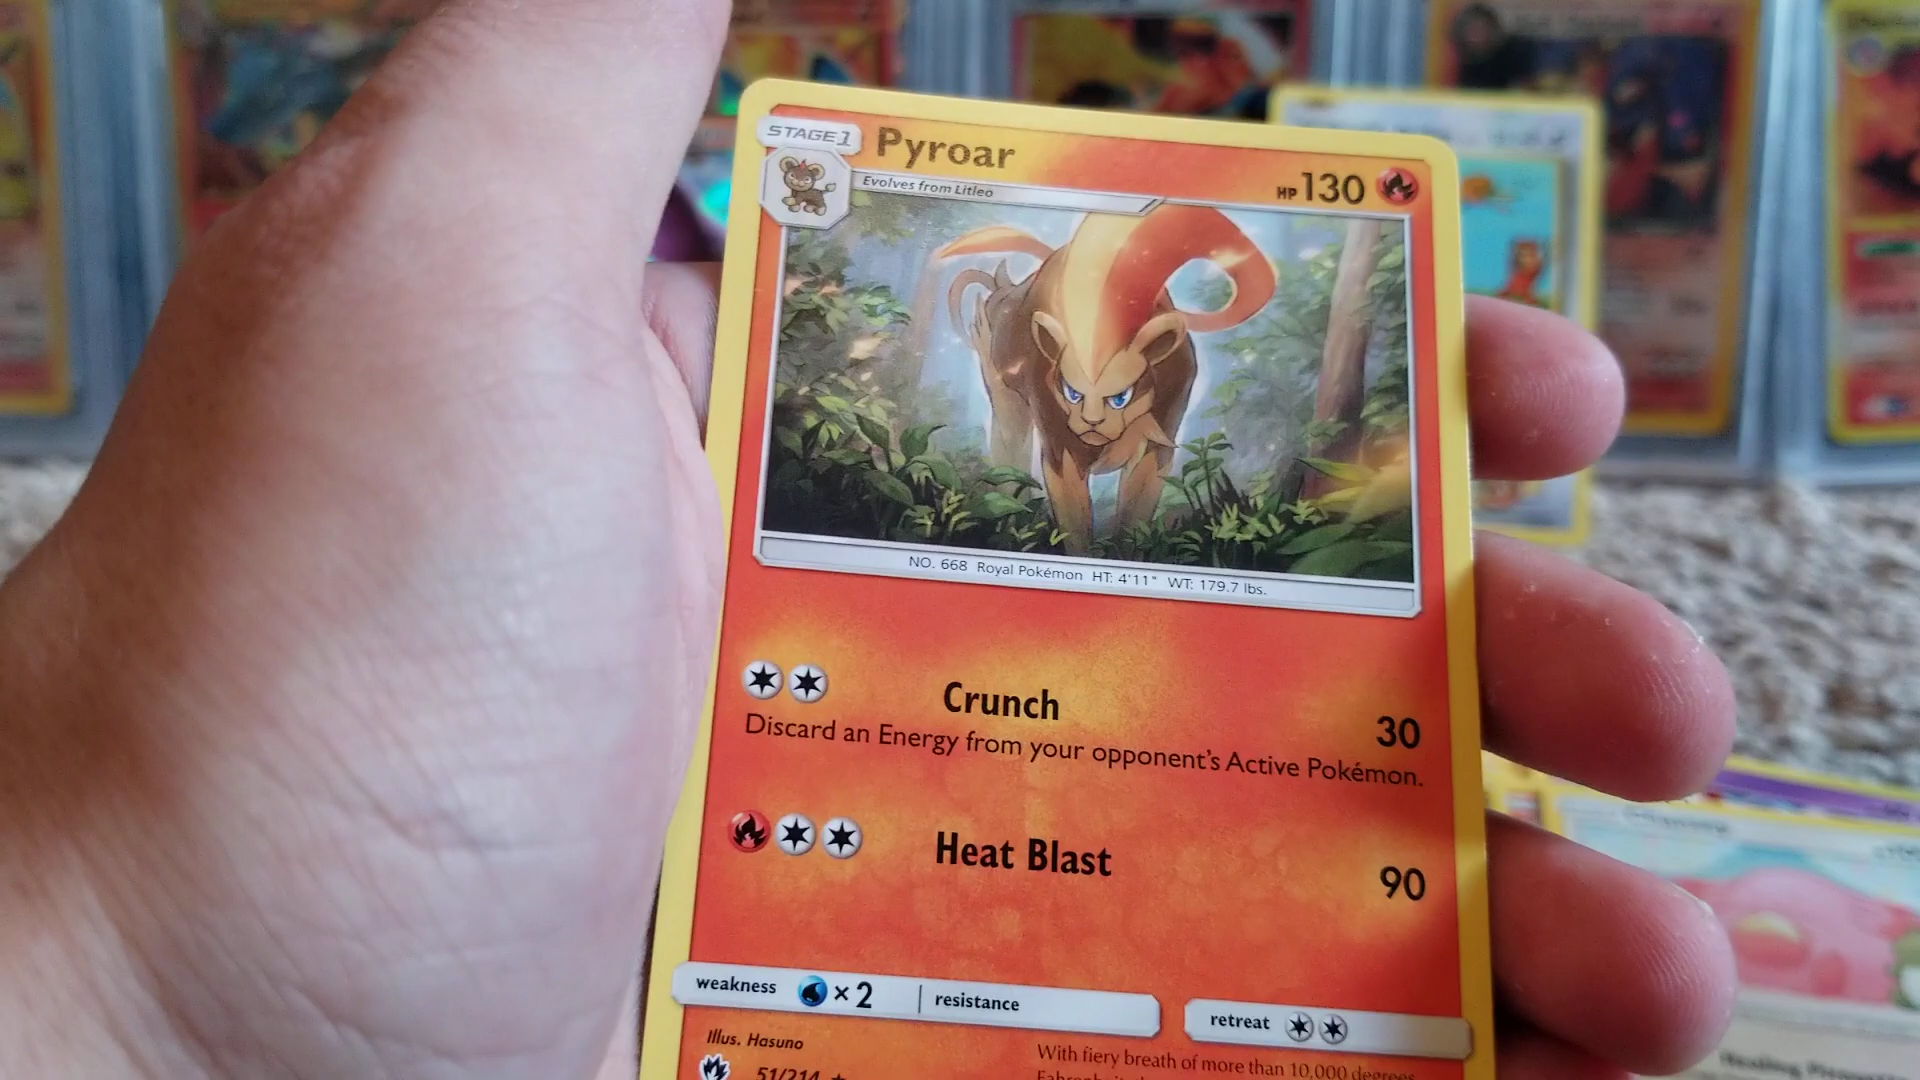 STAGE 1
Pyroar
Evolves from Litleo
HP 130
NO. 668 Royal Pokémon HT: 4'11" WT: 179.7 lbs.
Crunch
30
Discard an Energy from your opponent's Active Pokémon.
Heat Blast
90
weakness ×2 resistance
retreat
Illus. Hasuno
With fiery breath of more than 10,000 degrees
51/214 ★